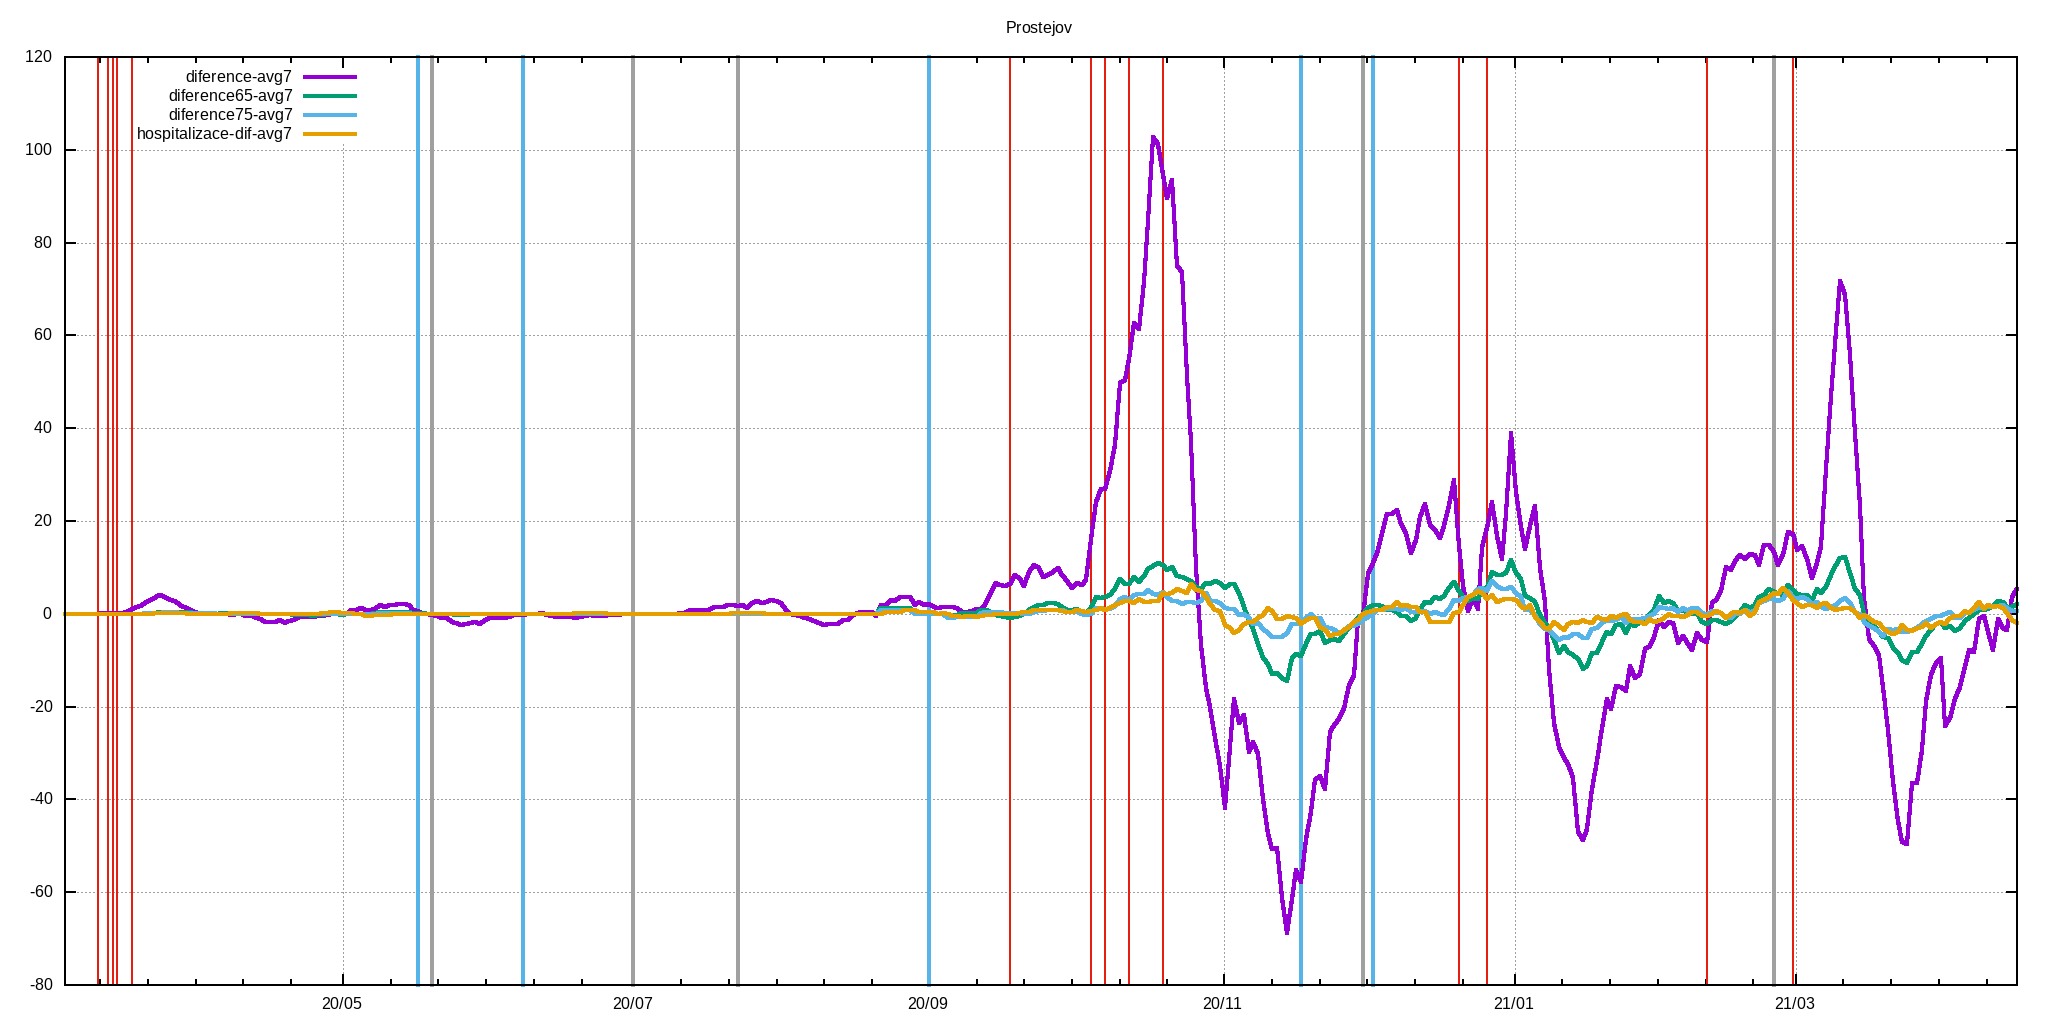 Prostejov
120
diference-avg7
diference65-avg7
diference75-avg7
hospitalizace-dif-avg7
100
80
60
40
20
0
-20
-40
-60
-80
20/05 20/07 20/09 20/11 21/01 21/03